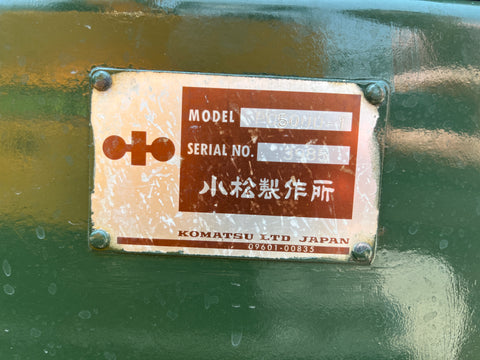 MODEL
SERIAL NO.
小松製作所
KOMATSU LTD JAPAN
09601-00835